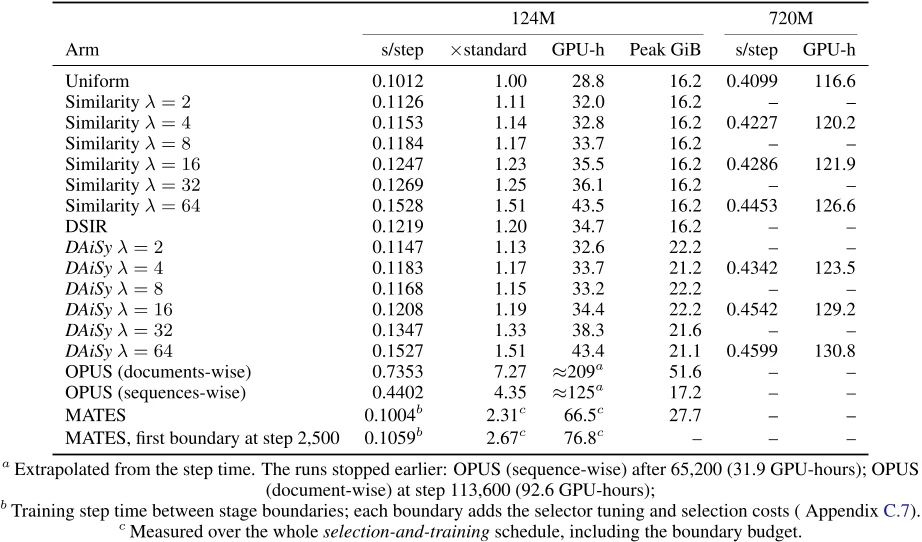 124M 720M
Arm s/step ×standard GPU-h Peak GiB s/step GPU-h
Uniform 0.1012 1.00 28.8 16.2 0.4099 116.6
Similarity λ = 2 0.1126 1.11 32.0 16.2 – –
Similarity λ = 4 0.1153 1.14 32.8 16.2 0.4227 120.2
Similarity λ = 8 0.1184 1.17 33.7 16.2 – –
Similarity λ = 16 0.1247 1.23 35.5 16.2 0.4286 121.9
Similarity λ = 32 0.1269 1.25 36.1 16.2 – –
Similarity λ = 64 0.1528 1.51 43.5 16.2 0.4453 126.6
DSIR 0.1219 1.20 34.7 16.2 – –
DAiSy λ = 2 0.1147 1.13 32.6 22.2 – –
DAiSy λ = 4 0.1183 1.17 33.7 21.2 0.4342 123.5
DAiSy λ = 8 0.1168 1.15 33.2 22.2 – –
DAiSy λ = 16 0.1208 1.19 34.4 22.2 0.4542 129.2
DAiSy λ = 32 0.1347 1.33 38.3 21.6 – –
DAiSy λ = 64 0.1527 1.51 43.4 21.1 0.4599 130.8
OPUS (documents-wise) 0.7353 7.27 ≈209ᵃ 51.6 – –
OPUS (sequences-wise) 0.4402 4.35 ≈125ᵃ 17.2 – –
MATES 0.1004ᵇ 2.31ᶜ 66.5ᶜ 27.7 – –
MATES, first boundary at step 2,500 0.1059ᵇ 2.67ᶜ 76.8ᶜ – – –
ᵃ Extrapolated from the step time. The runs stopped earlier: OPUS (sequence-wise) after 65,200 (31.9 GPU-hours); OPUS
(document-wise) at step 113,600 (92.6 GPU-hours);
ᵇ Training step time between stage boundaries; each boundary adds the selector tuning and selection costs ( Appendix C.7).
ᶜ Measured over the whole selection-and-training schedule, including the boundary budget.